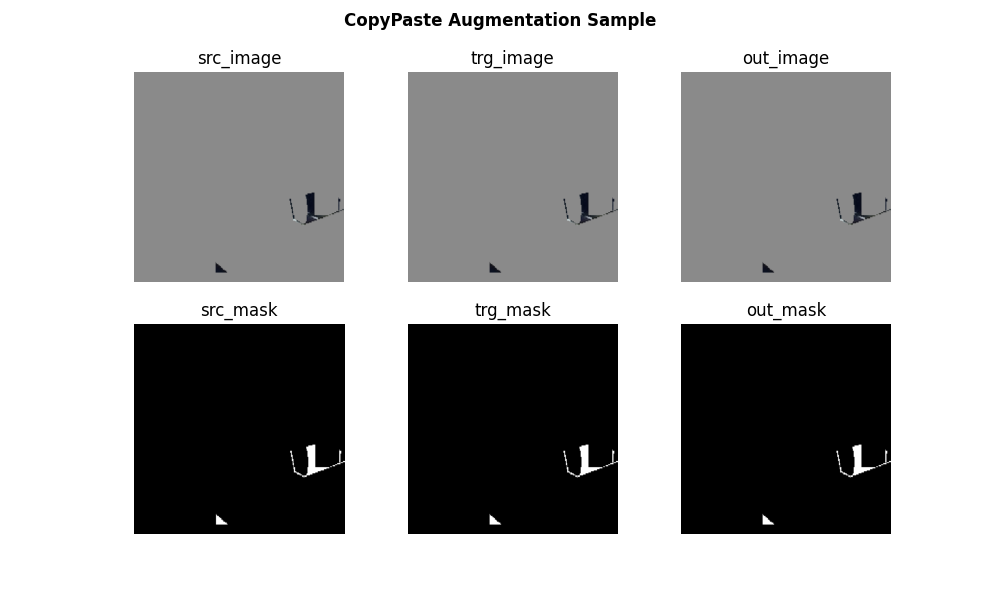 CopyPaste Augmentation Sample
src_image
trg_image
out_image
src_mask
trg_mask
out_mask